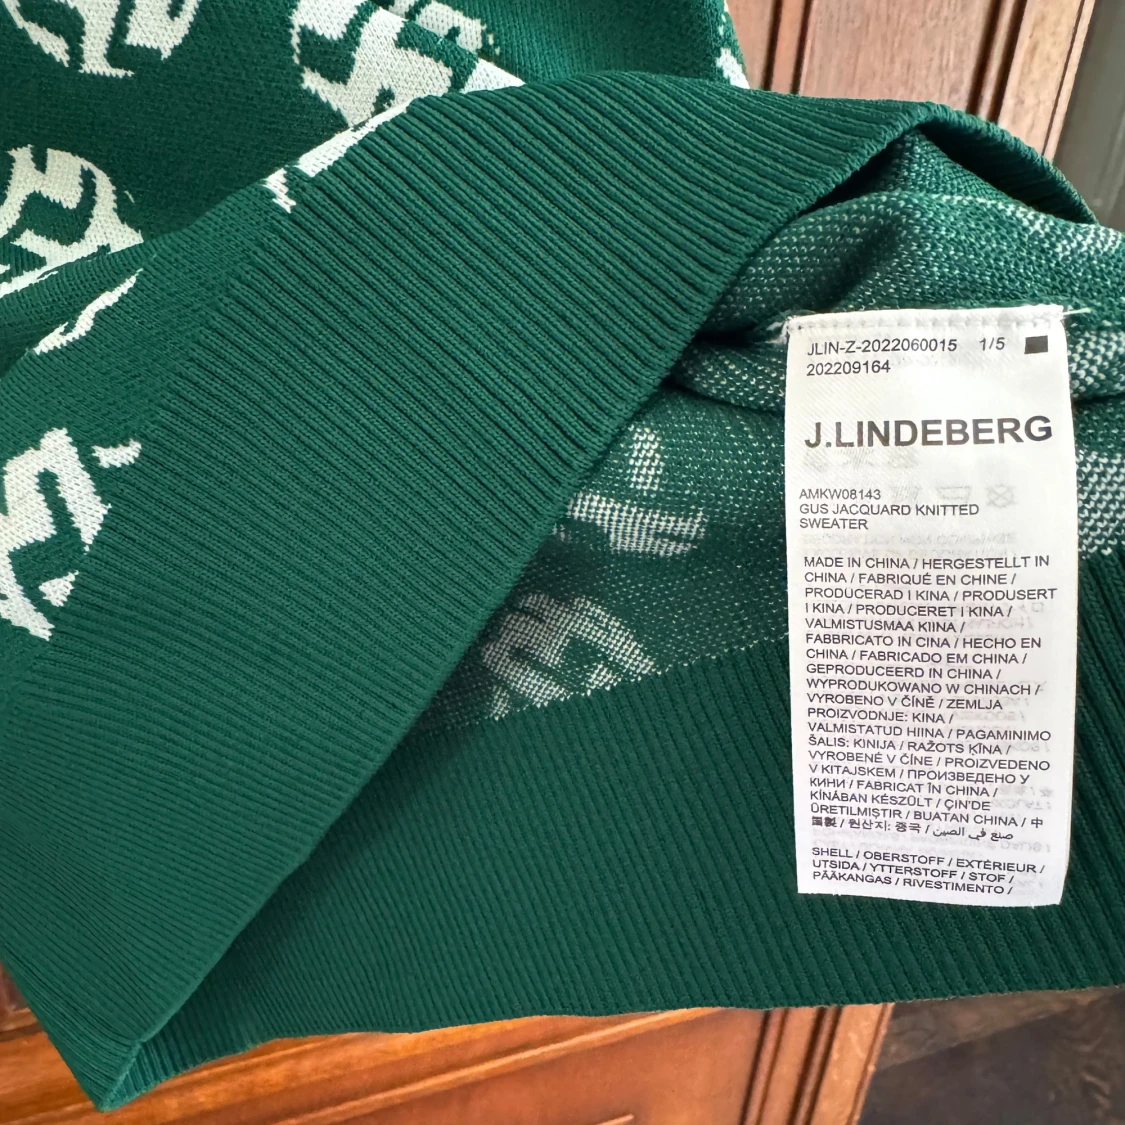 JLIN-Z-2022060015 1/5
202209164
J.LINDEBERG
AMKW08143
GUS JACQUARD KNITTED
SWEATER
MADE IN CHINA / HERGESTELLT IN
CHINA / FABRIQUÉ EN CHINE /
PRODUCERAD I KINA / PRODUSERT
I KINA / PRODUCERET I KINA /
VALMISTUSMAA KIINA /
FABBRICATO IN CINA / HECHO EN
CHINA / FABRICADO EM CHINA /
GEPRODUCEERD IN CHINA /
WYPRODUKOWANO W CHINACH /
VYROBENO V ČÍNĚ / ZEMLJA
PROIZVODNJE: KINA /
VALMISTATUD HIINA / PAGAMINIMO
ŠALIS: KINIJA / RAŽOTS ĶĪNA /
VYROBENÉ V ČÍNE / PROIZVEDENO
V KITAJSKEM / ПРОИЗВЕДЕНО У
КИНИ / FABRICAT ÎN CHINA /
KÍNÁBAN KÉSZÜLT / ÇIN'DE
ÜRETILMIŞTIR / BUATAN CHINA / 中
国製 / 원산지: 중국 / صنع في الصين
SHELL / OBERSTOFF / EXTÉRIEUR /
UTSIDA / YTTERSTOFF / STOF /
PÄÄKANGAS / RIVESTIMENTO /